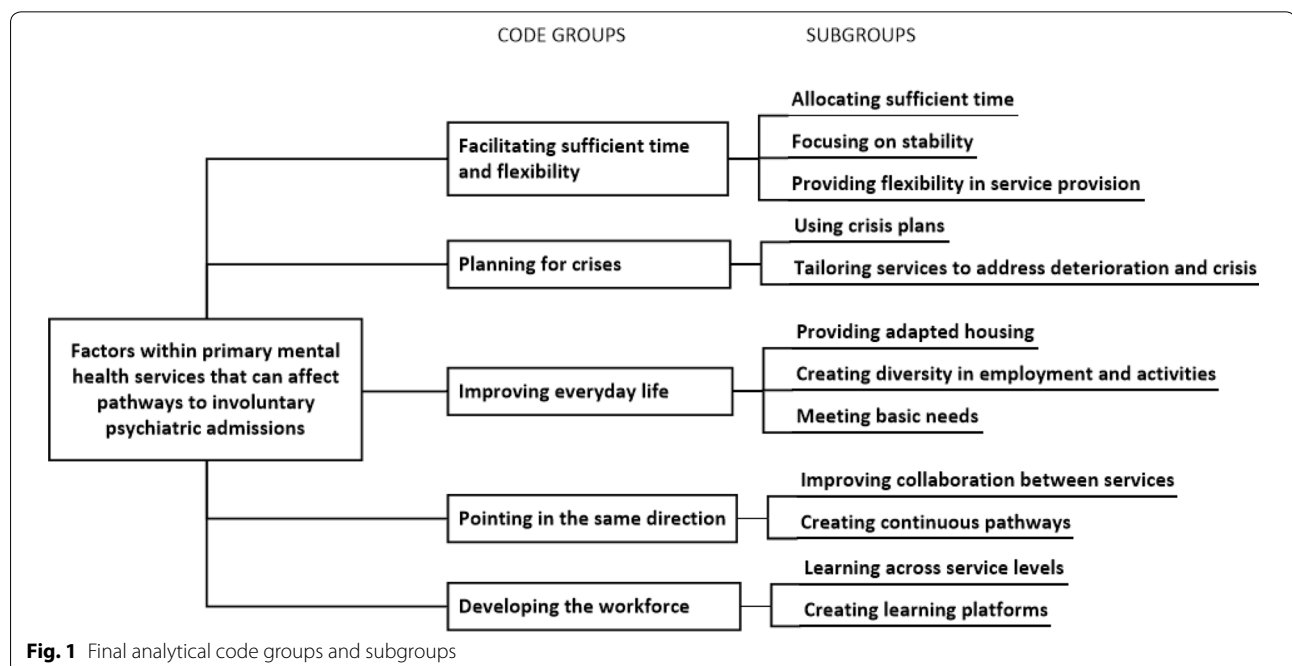 CODE GROUPS
SUBGROUPS
Factors within primary mental
health services that can affect
pathways to involuntary
psychiatric admissions
Facilitating sufficient time
and flexibility
Allocating sufficient time
Focusing on stability
Providing flexibility in service provision
Planning for crises
Using crisis plans
Tailoring services to address deterioration and crisis
Improving everyday life
Providing adapted housing
Creating diversity in employment and activities
Meeting basic needs
Pointing in the same direction
Improving collaboration between services
Creating continuous pathways
Developing the workforce
Learning across service levels
Creating learning platforms
Fig. 1 Final analytical code groups and subgroups